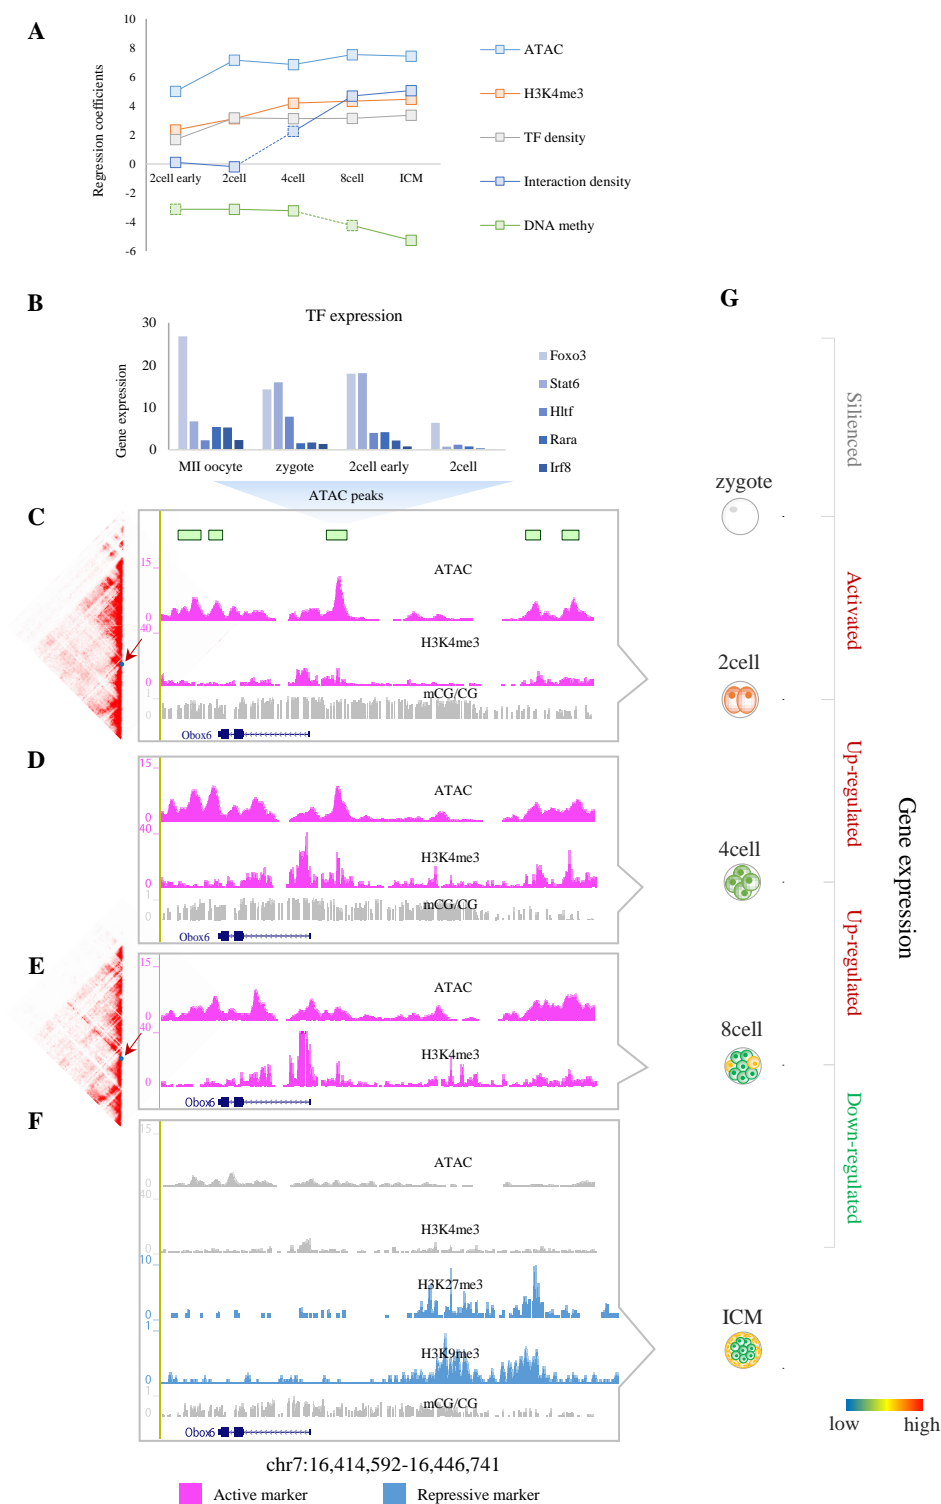 A
10
8
6
4
2
0
-2
-4
-6
Regression coefficients
2cell early 2cell 4cell 8cell ICM
ATAC
H3K4me3
TF density
Interaction density
DNA methy
B
TF expression
30
20
10
0
Gene expression
MII oocyte zygote 2cell early 2cell
Foxo3
Stat6
Hltf
Rara
Irf8
ATAC peaks
C
15
ATAC
0
40
H3K4me3
0
1
mCG/CG
0
Obox6
D
15
ATAC
0
40
H3K4me3
0
1
mCG/CG
0
Obox6
E
15
ATAC
0
40
H3K4me3
0
Obox6
F
15
ATAC
0
40
H3K4me3
0
10
H3K27me3
0
1
H3K9me3
0
1
mCG/CG
0
Obox6
chr7:16,414,592-16,446,741
Active marker
Repressive marker
G
Silienced
zygote
Activated
2cell
Up-regulated
4cell
Up-regulated
8cell
Down-regulated
ICM
Gene expression
low high